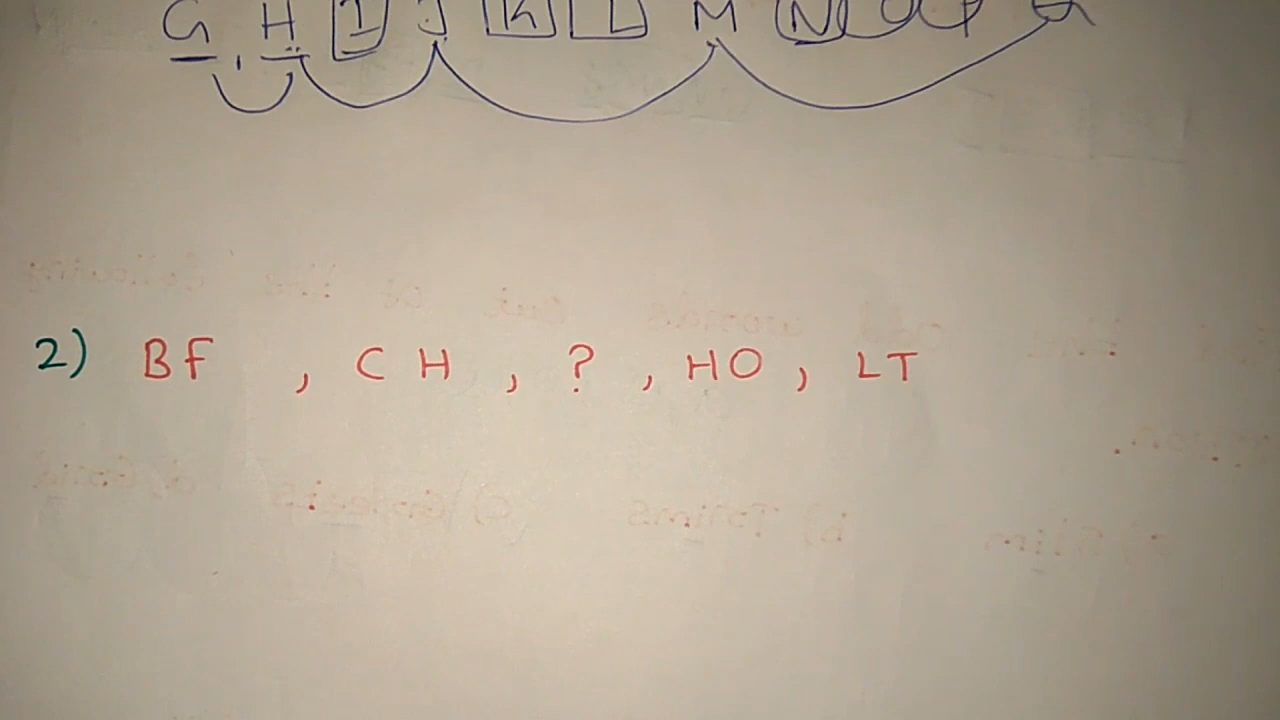 G , H I J K L M N O P Q
2) BF , CH , ? , HO , LT